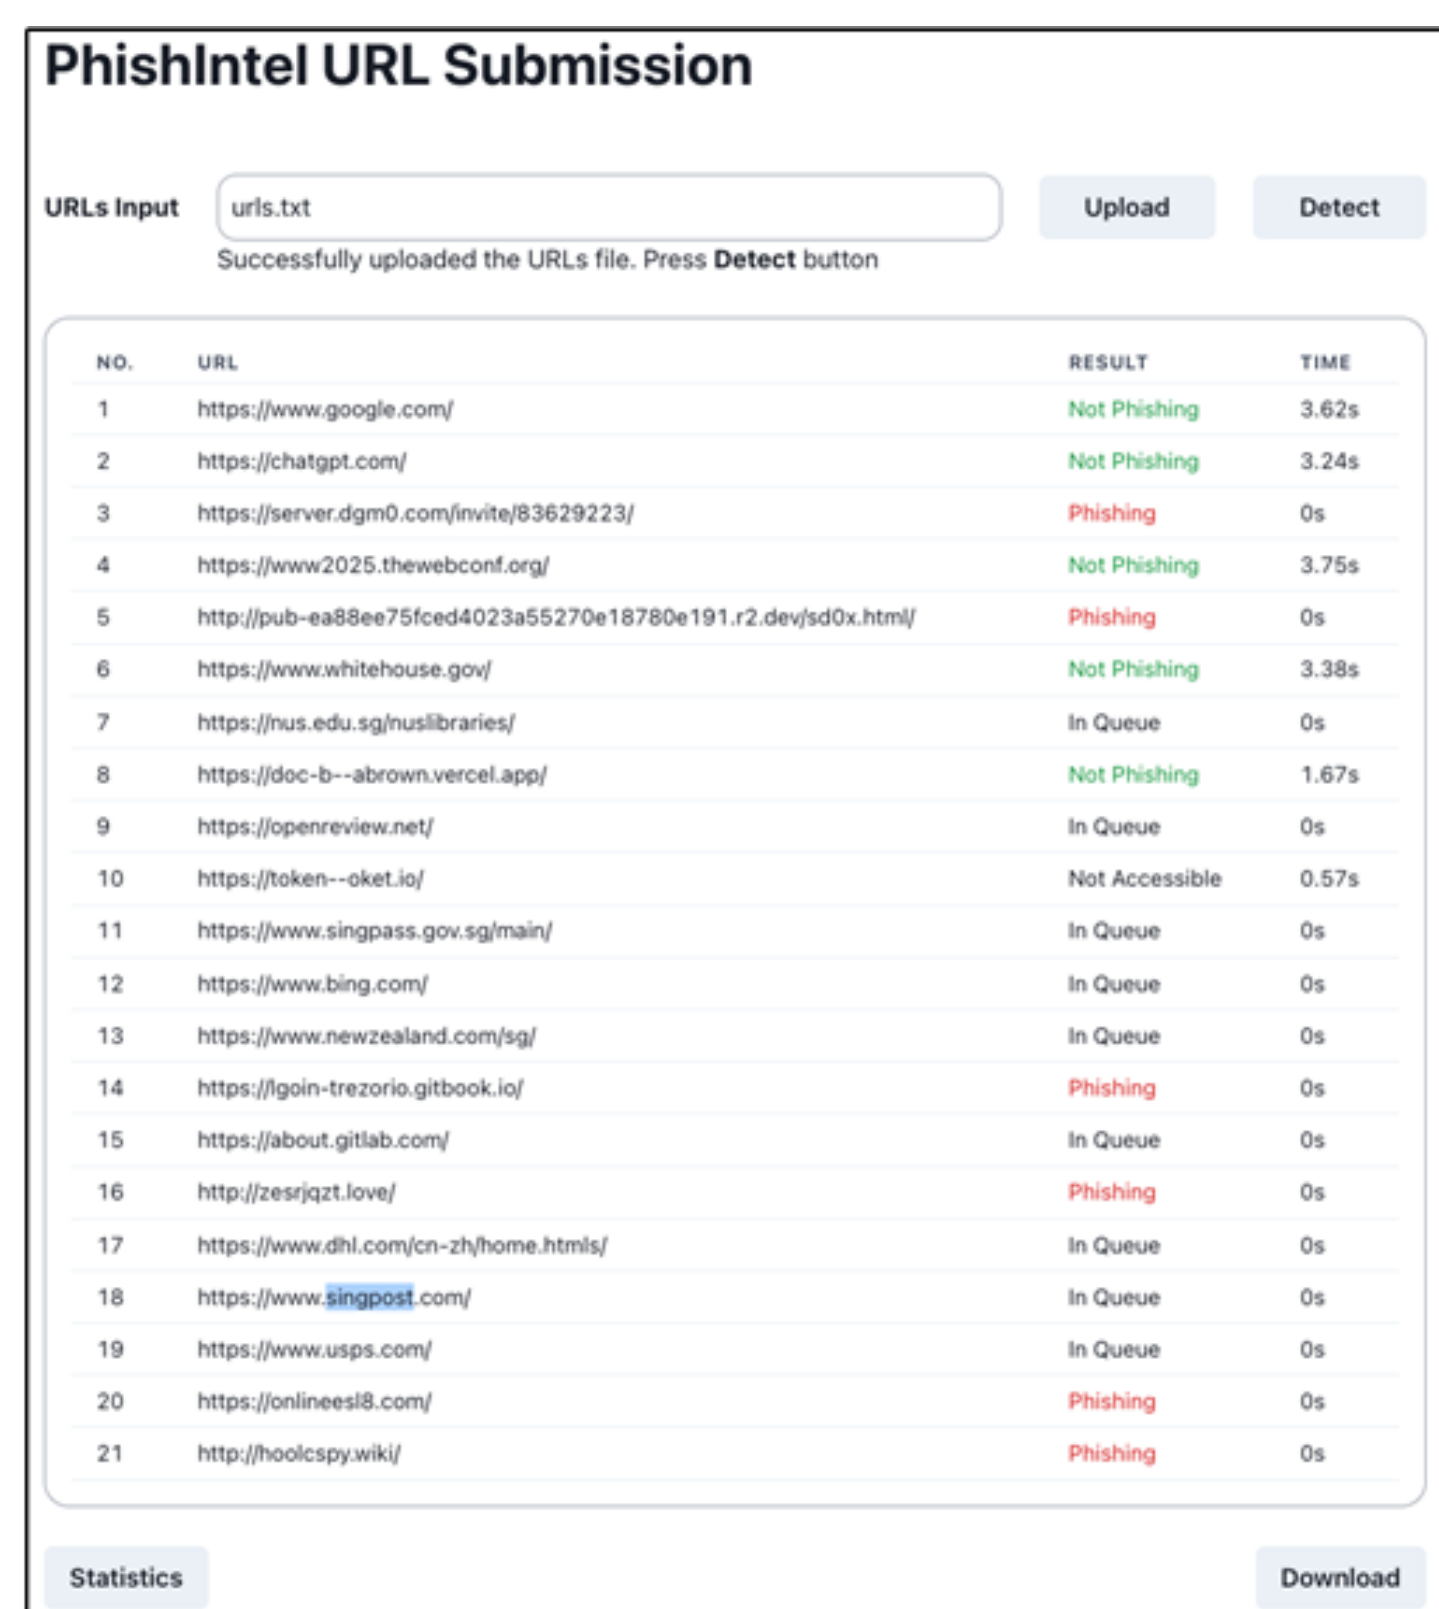 PhishIntel URL Submission
URLs Input urls.txt Upload Detect
Successfully uploaded the URLs file. Press Detect button
NO. URL RESULT TIME
1 https://www.google.com/ Not Phishing 3.62s
2 https://chatgpt.com/ Not Phishing 3.24s
3 https://server.dgm0.com/invite/83629223/ Phishing 0s
4 https://www2025.thewebconf.org/ Not Phishing 3.75s
5 http://pub-ea88ee75fced4023a55270e18780e191.r2.dev/sd0x.html/ Phishing 0s
6 https://www.whitehouse.gov/ Not Phishing 3.38s
7 https://nus.edu.sg/nuslibraries/ In Queue 0s
8 https://doc-b--abrown.vercel.app/ Not Phishing 1.67s
9 https://openreview.net/ In Queue 0s
10 https://token--oket.io/ Not Accessible 0.57s
11 https://www.singpass.gov.sg/main/ In Queue 0s
12 https://www.bing.com/ In Queue 0s
13 https://www.newzealand.com/sg/ In Queue 0s
14 https://lgoin-trezorio.gitbook.io/ Phishing 0s
15 https://about.gitlab.com/ In Queue 0s
16 http://zesrjqzt.love/ Phishing 0s
17 https://www.dhl.com/cn-zh/home.htmls/ In Queue 0s
18 https://www.singpost.com/ In Queue 0s
19 https://www.usps.com/ In Queue 0s
20 https://onlineesl8.com/ Phishing 0s
21 http://hoolcspy.wiki/ Phishing 0s
Statistics Download